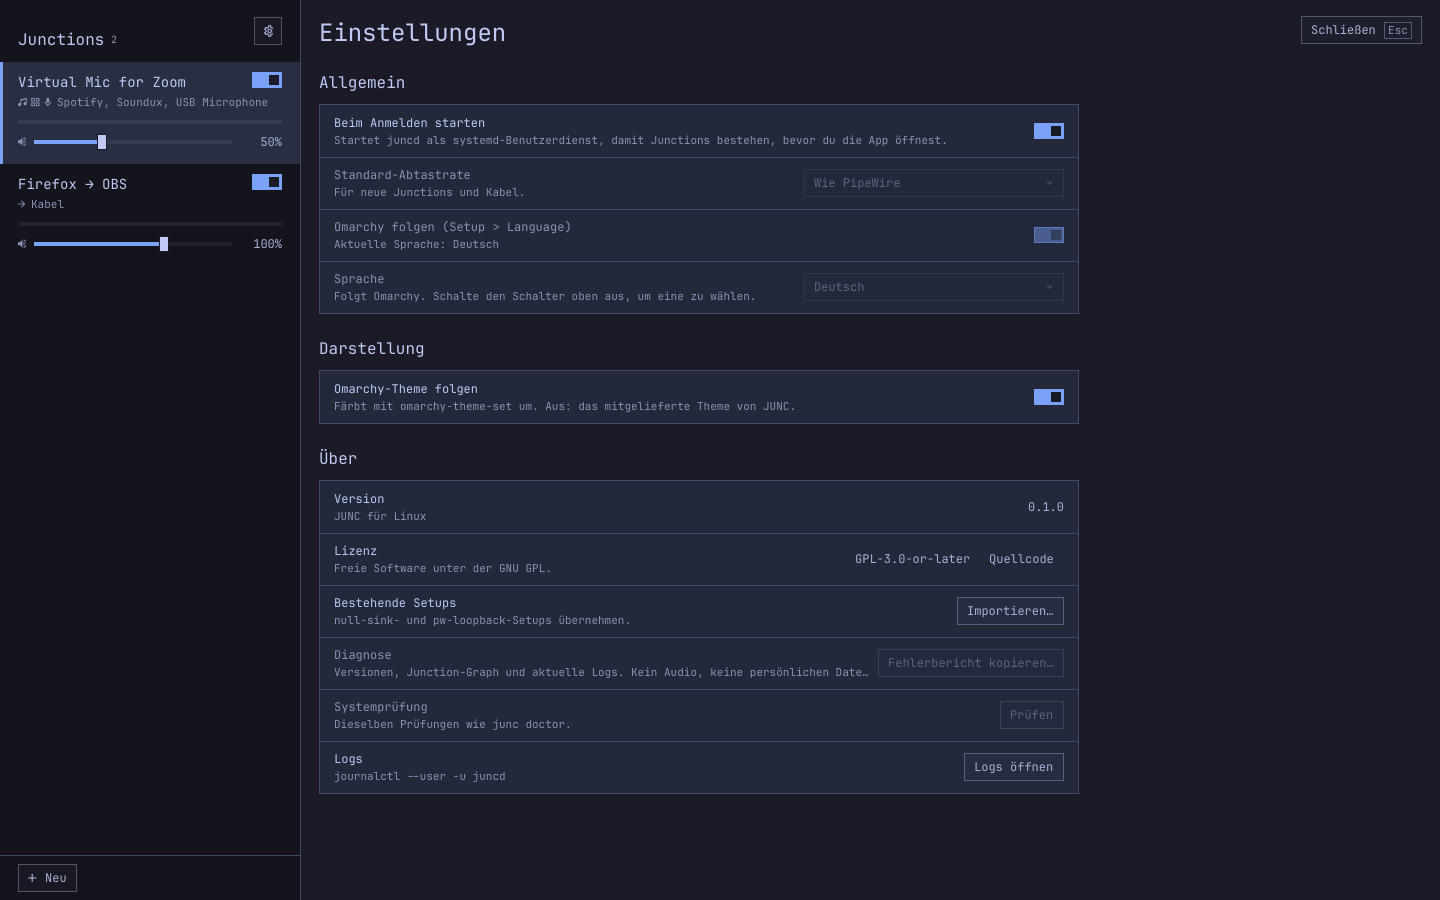 Junctions 2
Virtual Mic for Zoom
Spotify, Soundux, USB Microphone
50%
Firefox → OBS
→ Kabel
100%
+ Neu
Einstellungen
Schließen Esc
Allgemein
Beim Anmelden starten
Startet juncd als systemd-Benutzerdienst, damit Junctions bestehen, bevor du die App öffnest.
Standard-Abtastrate
Für neue Junctions und Kabel.
Wie PipeWire
Omarchy folgen (Setup > Language)
Aktuelle Sprache: Deutsch
Sprache
Folgt Omarchy. Schalte den Schalter oben aus, um eine zu wählen.
Deutsch
Darstellung
Omarchy-Theme folgen
Färbt mit omarchy-theme-set um. Aus: das mitgelieferte Theme von JUNC.
Über
Version
JUNC für Linux
0.1.0
Lizenz
Freie Software unter der GNU GPL.
GPL-3.0-or-later Quellcode
Bestehende Setups
null-sink- und pw-loopback-Setups übernehmen.
Importieren…
Diagnose
Versionen, Junction-Graph und aktuelle Logs. Kein Audio, keine persönlichen Date…
Fehlerbericht kopieren…
Systemprüfung
Dieselben Prüfungen wie junc doctor.
Prüfen
Logs
journalctl --user -u juncd
Logs öffnen